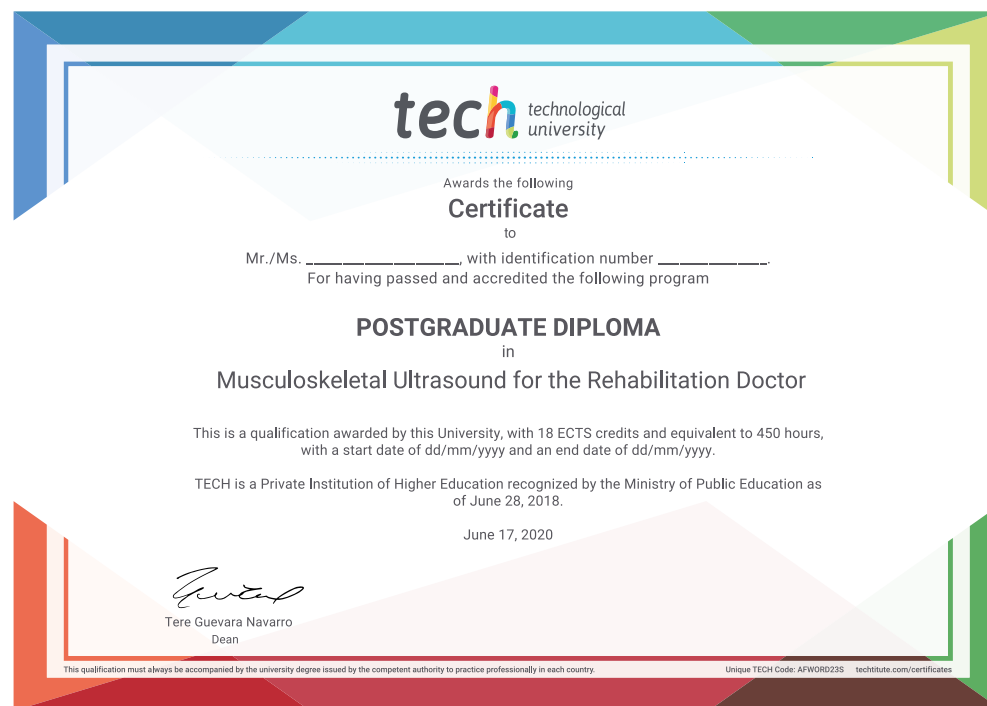 tech technological
university
Awards the following
Certificate
to
Mr./Ms. ____________________, with identification number ______________.
For having passed and accredited the following program
POSTGRADUATE DIPLOMA
in
Musculoskeletal Ultrasound for the Rehabilitation Doctor
This is a qualification awarded by this University, with 18 ECTS credits and equivalent to 450 hours,
with a start date of dd/mm/yyyy and an end date of dd/mm/yyyy.
TECH is a Private Institution of Higher Education recognized by the Ministry of Public Education as
of June 28, 2018.
June 17, 2020
Tere Guevara Navarro
Dean
This qualification must always be accompanied by the university degree issued by the competent authority to practice professionally in each country. Unique TECH Code: AFWORD23S techtitute.com/certificates